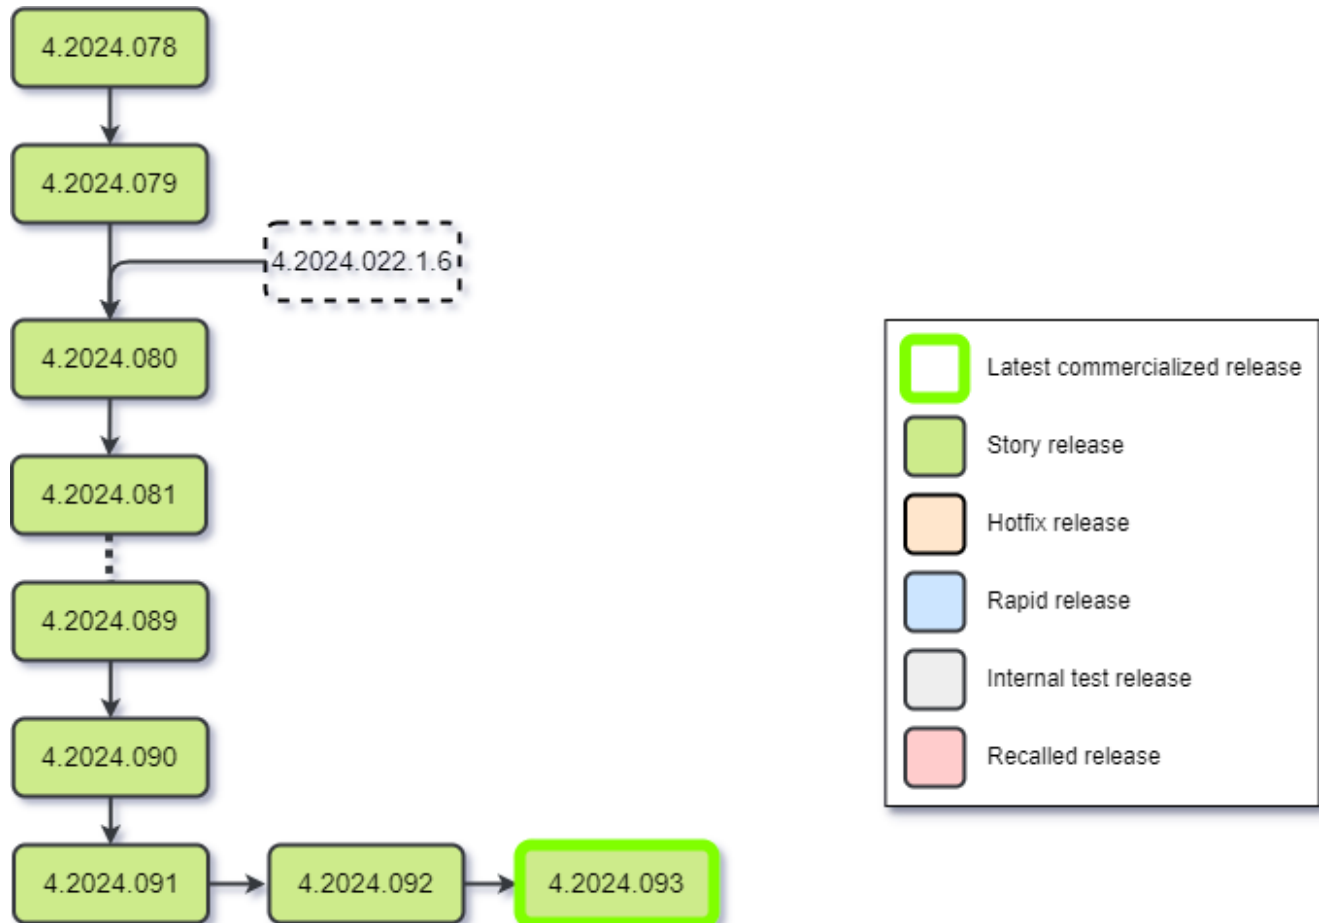 4.2024.078
4.2024.079
4.2024.022.1.6
4.2024.080
4.2024.081
4.2024.089
4.2024.090
4.2024.091
4.2024.092
4.2024.093
Latest commercialized release
Story release
Hotfix release
Rapid release
Internal test release
Recalled release